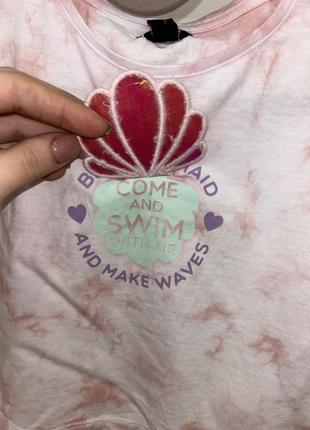 COME
AND
SWIM
WITH ME
AND MAKE WAVES